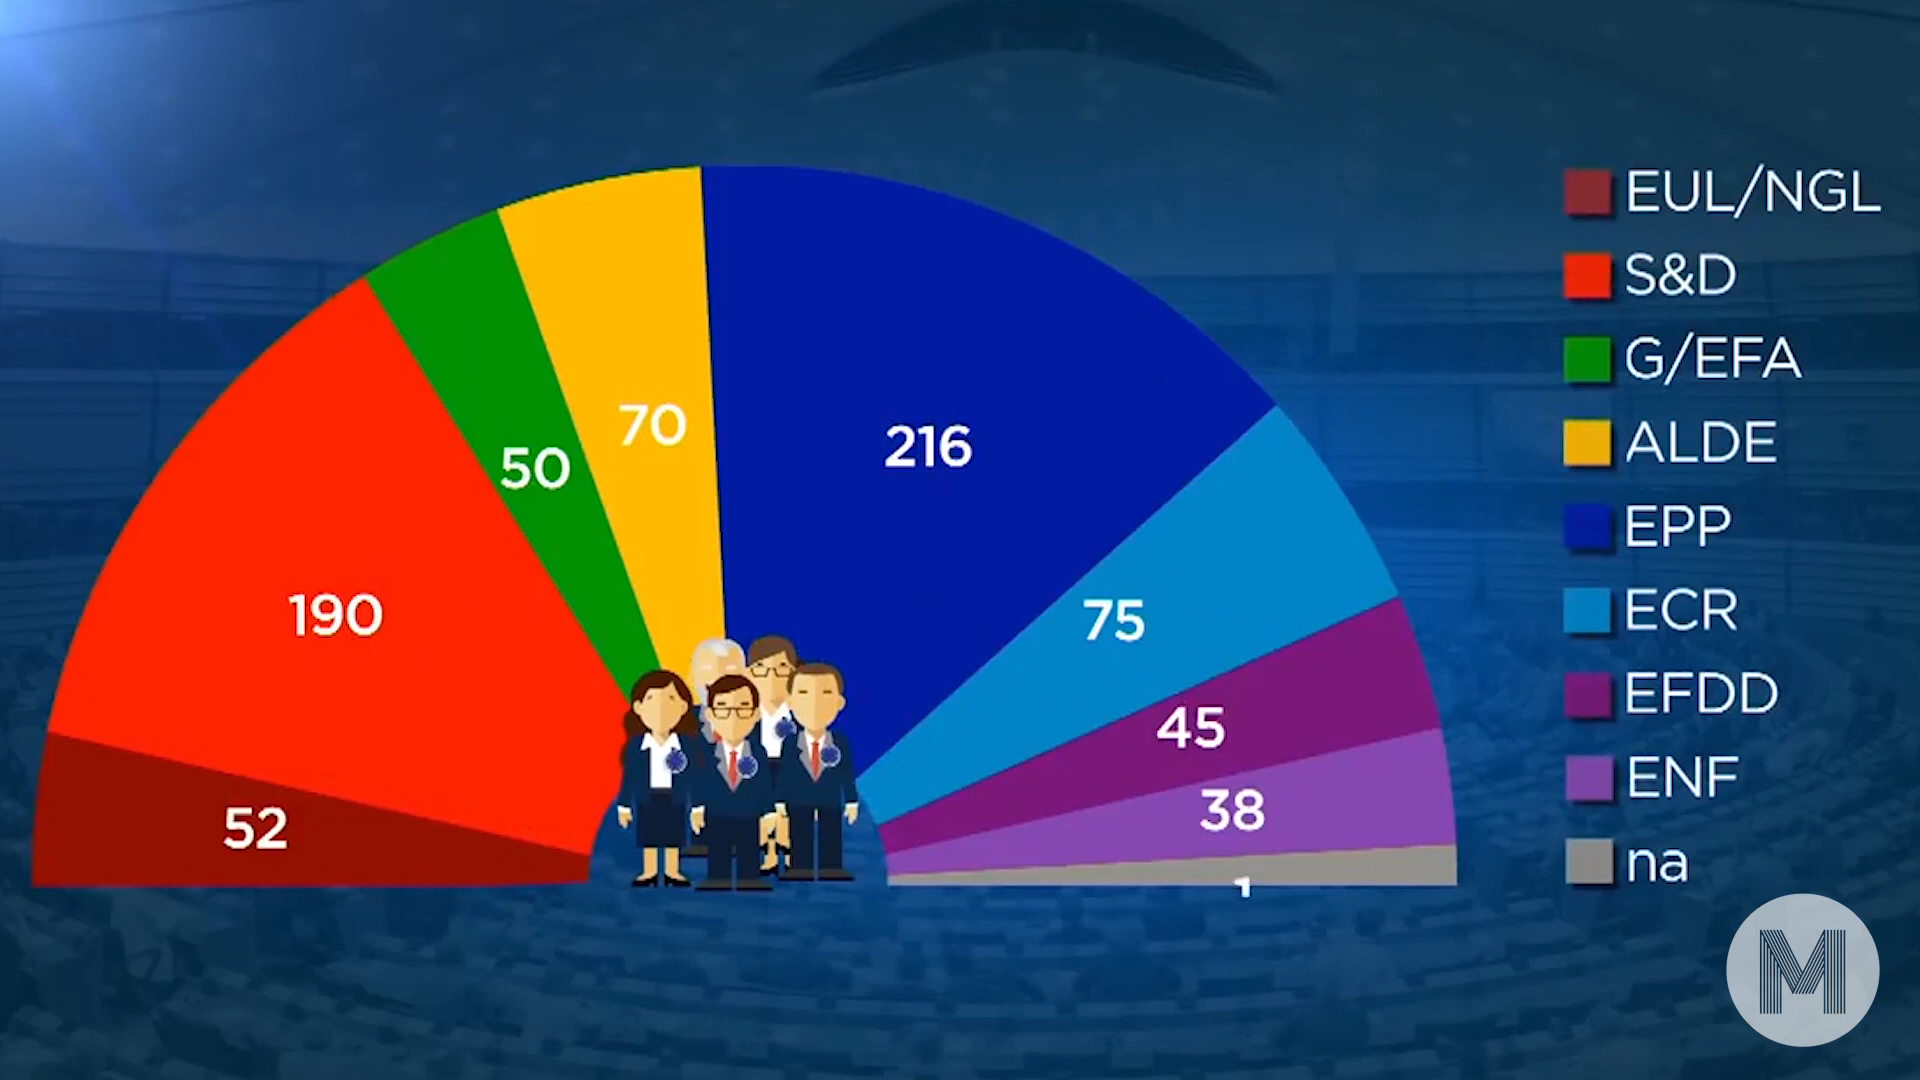 52
190
50
70
216
75
45
38
1
EUL/NGL
S&D
G/EFA
ALDE
EPP
ECR
EFDD
ENF
na
M